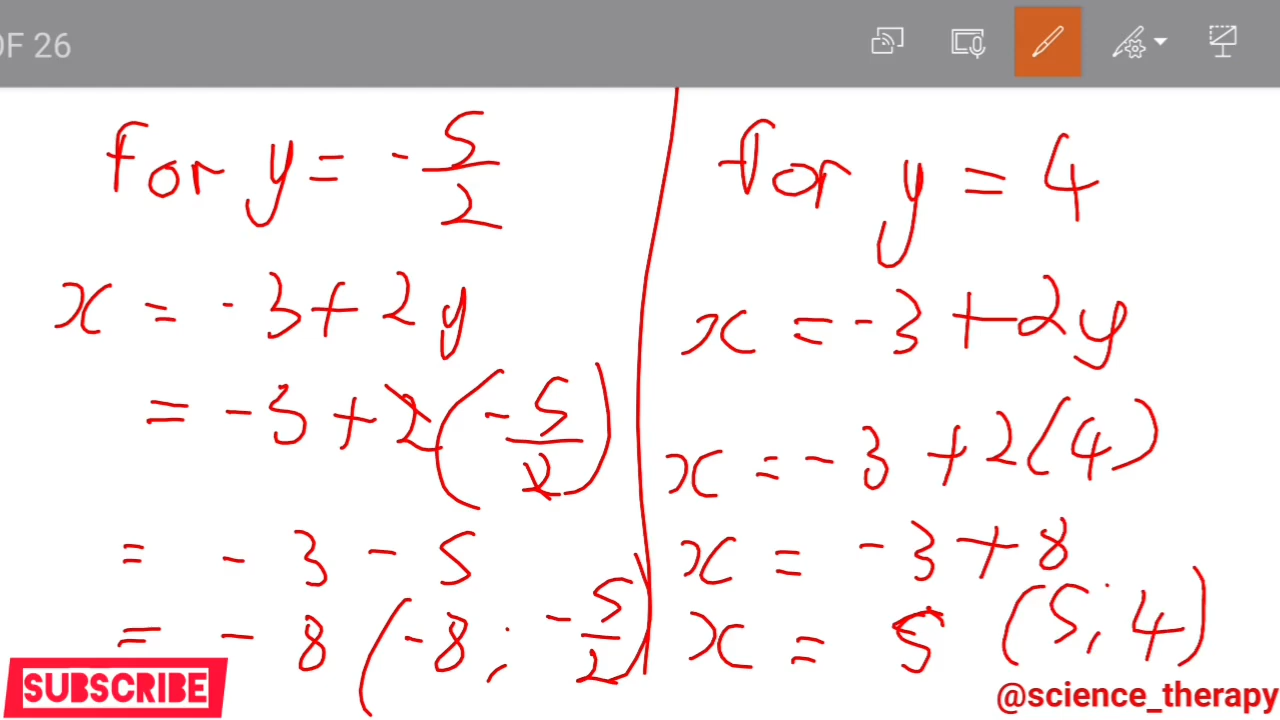 OF 26
for y = -5/2
x = -3 + 2y
= -3 + 2(-5/2)
= -3 - 5
= -8 (-8; -5/2)
for y = 4
x = -3 + 2y
x = -3 + 2(4)
x = -3 + 8
x = 5 (5; 4)
SUBSCRIBE
@science_therapy